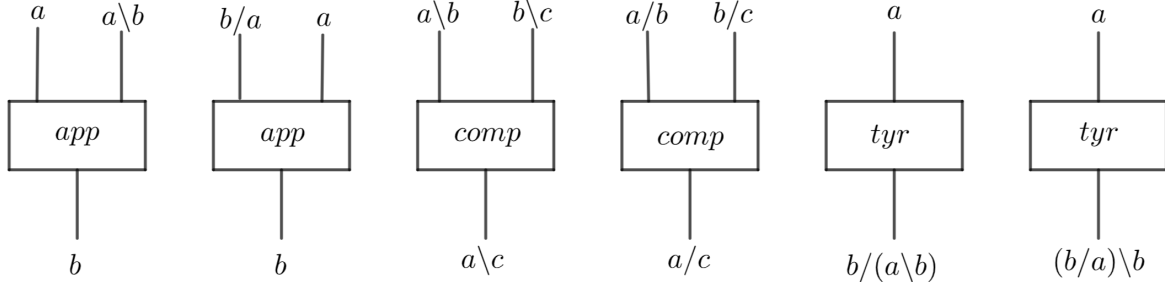 a a\b b/a a a\b b\c a/b b/c a a
app app comp comp tyr tyr
b b a\c a/c b/(a\b) (b/a)\b